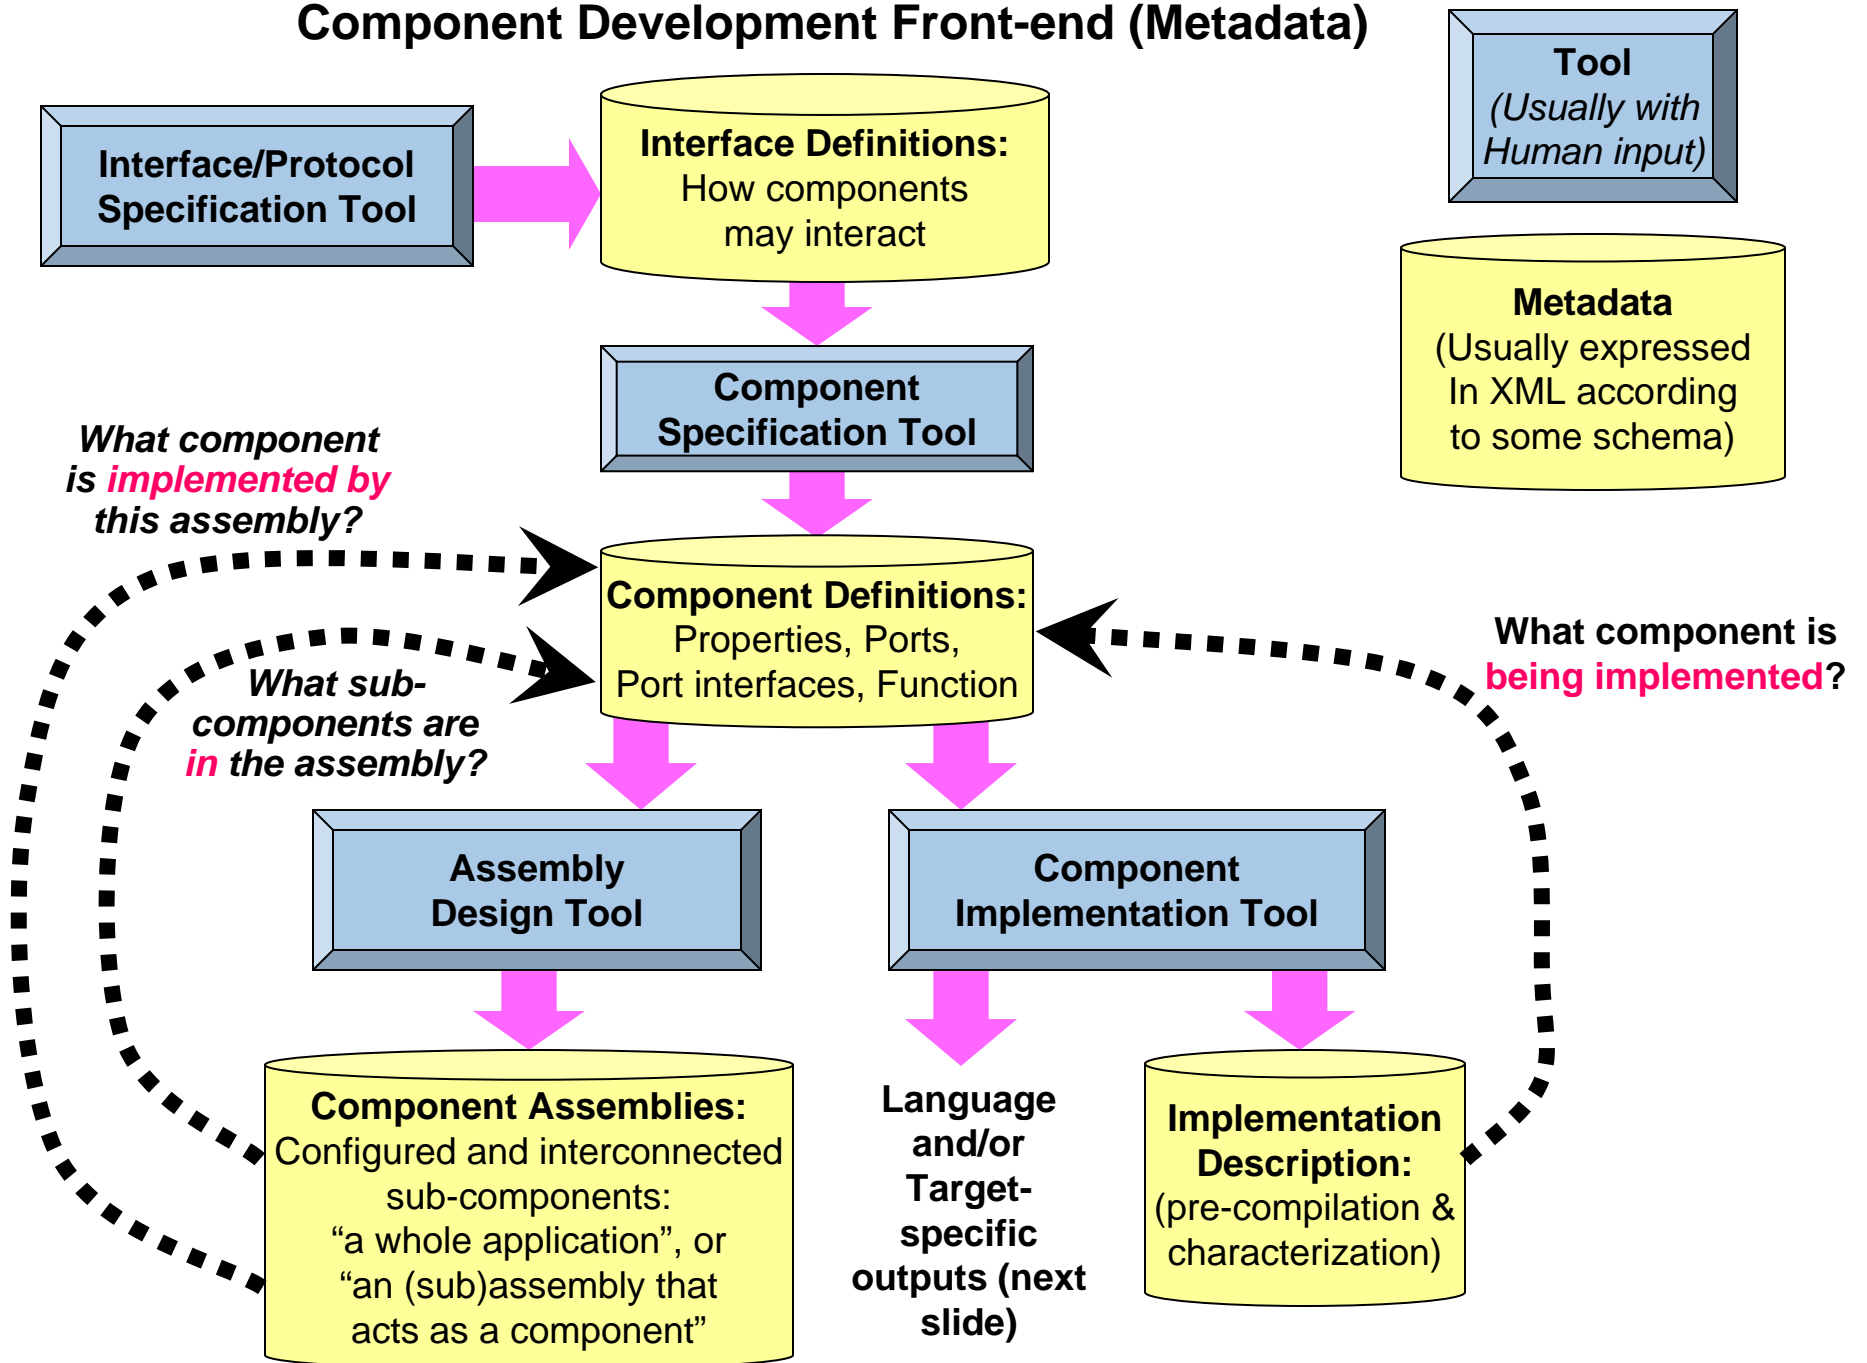 Component Development Front-end (Metadata)
Tool
(Usually with
Human input)
Interface/Protocol
Specification Tool
Interface Definitions:
How components
may interact
Metadata
(Usually expressed
In XML according
to some schema)
Component
Specification Tool
What component
is implemented by
this assembly?
Component Definitions:
Properties, Ports,
Port interfaces, Function
What component is
being implemented?
What sub-
components are
in the assembly?
Assembly
Design Tool
Component
Implementation Tool
Component Assemblies:
Configured and interconnected
sub-components:
“a whole application”, or
“an (sub)assembly that
acts as a component”
Language
and/or
Target-
specific
outputs (next
slide)
Implementation
Description:
(pre-compilation &
characterization)